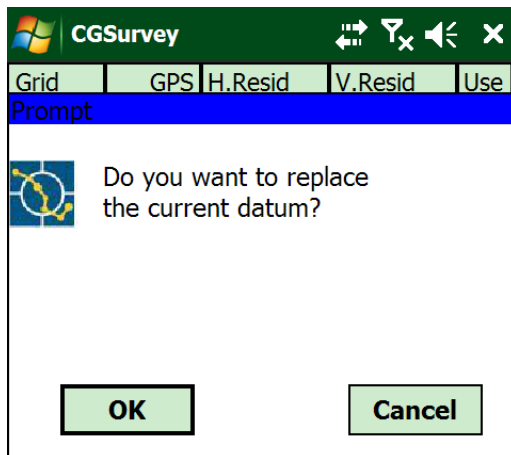 CGSurvey
Grid GPS H.Resid V.Resid Use
Prompt
Do you want to replace
the current datum?
OK Cancel